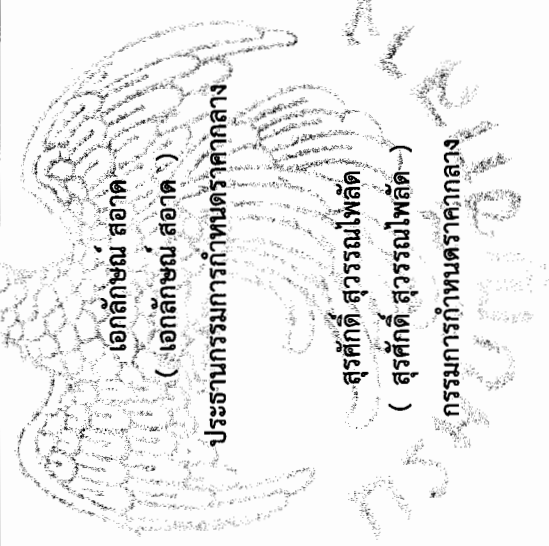 เอกลักษณ์ สอาด
( เอกลักษณ์ สอาด )
ประธานกรรมการกำหนดราคากลาง
สุรศักดิ์ สุวรรณไพลัด
( สุรศักดิ์ สุวรรณไพลัด )
กรรมการกำหนดราคากลาง